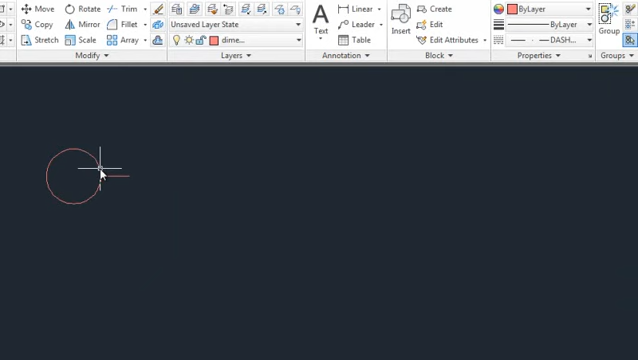 Move Rotate Trim Linear Create ByLayer
Copy Mirror Fillet Unsaved Layer State Leader Edit ByLayer
Stretch Scale Array dime... Text Table Insert Edit Attributes DASH... Group
Modify Layers Annotation Block Properties Groups